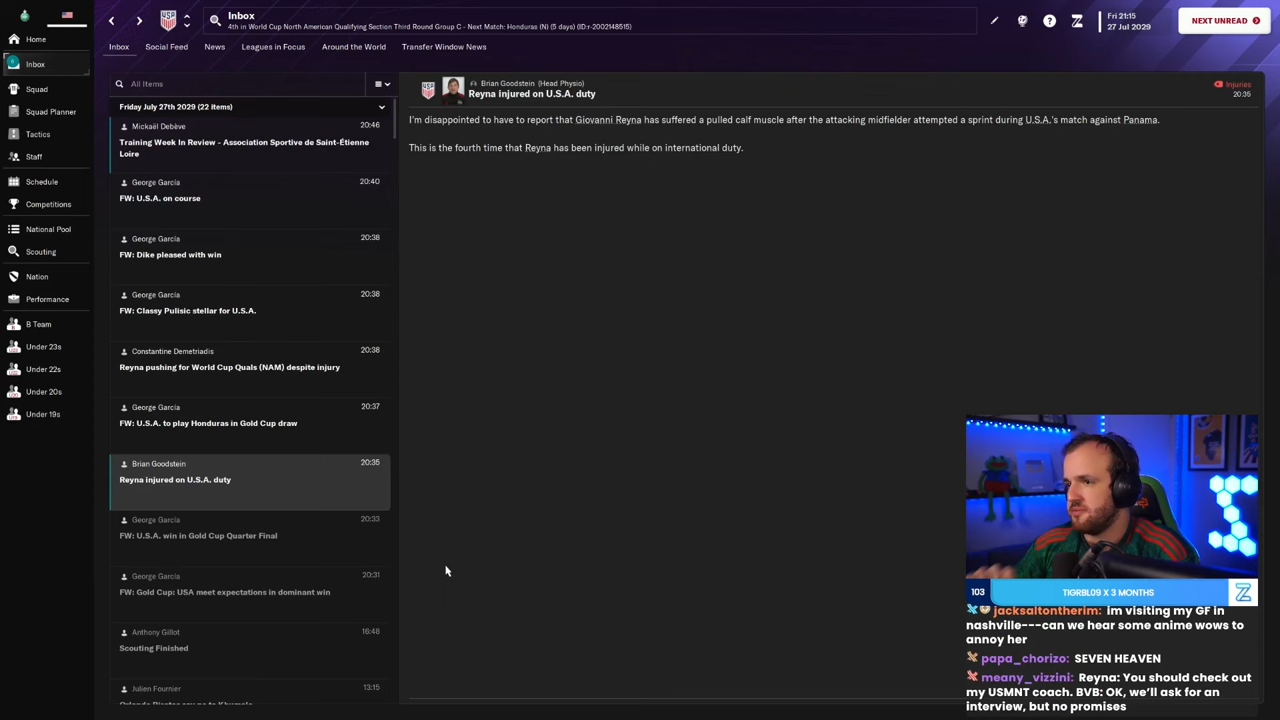 Inbox
4th in World Cup North American Qualifying Section Third Round Group C - Next Match: Honduras (N) (5 days) (ID:r-2002148515)
Fri 21:15
27 Jul 2029
NEXT UNREAD
Inbox
Social Feed
News
Leagues in Focus
Around the World
Transfer Window News
Home
Inbox
Squad
Squad Planner
Tactics
Staff
Schedule
Competitions
National Pool
Scouting
Nation
Performance
B Team
Under 23s
Under 22s
Under 20s
Under 19s
All Items
Friday July 27th 2029 (22 items)
Mickaël Debève
20:46
Training Week In Review - Association Sportive de Saint-Étienne
Loire
George García
20:40
FW: U.S.A. on course
George García
20:38
FW: Dike pleased with win
George García
20:38
FW: Classy Pulisic stellar for U.S.A.
Constantine Demetriadis
20:38
Reyna pushing for World Cup Quals (NAM) despite injury
George García
20:37
FW: U.S.A. to play Honduras in Gold Cup draw
Brian Goodstein
20:35
Reyna injured on U.S.A. duty
George García
20:33
FW: U.S.A. win in Gold Cup Quarter Final
George García
20:31
FW: Gold Cup: USA meet expectations in dominant win
Anthony Gillot
16:48
Scouting Finished
Julien Fournier
13:15
Brian Goodstein (Head Physio)
Reyna injured on U.S.A. duty
Injuries
20:35
I'm disappointed to have to report that Giovanni Reyna has suffered a pulled calf muscle after the attacking midfielder attempted a sprint during U.S.A.'s match against Panama.
This is the fourth time that Reyna has been injured while on international duty.
103
TIGRBL09 X 3 MONTHS
jacksaltontherim: im visiting my GF in
nashville---can we hear some anime wows to
annoy her
papa_chorizo: SEVEN HEAVEN
meany_vizzini: Reyna: You should check out
my USMNT coach. BVB: OK, we'll ask for an
interview, but no promises